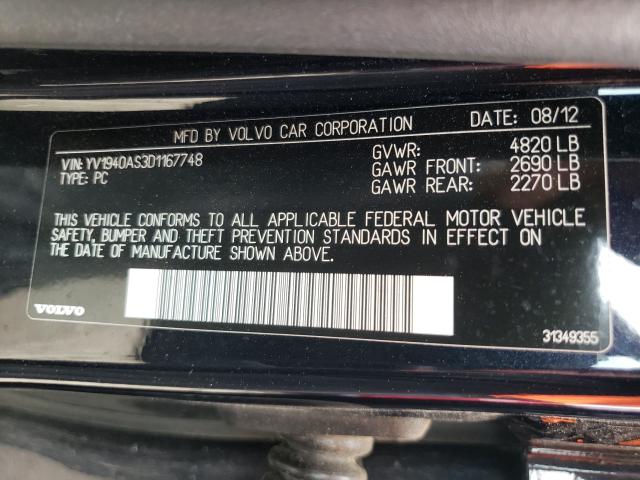 MFD BY VOLVO CAR CORPORATION DATE: 08/12
VIN: YV1940AS3D1167748
TYPE: PC
GVWR: 4820 LB
GAWR FRONT: 2690 LB
GAWR REAR: 2270 LB
THIS VEHICLE CONFORMS TO ALL APPLICABLE FEDERAL MOTOR VEHICLE
SAFETY, BUMPER AND THEFT PREVENTION STANDARDS IN EFFECT ON
THE DATE OF MANUFACTURE SHOWN ABOVE.
VOLVO
31349355